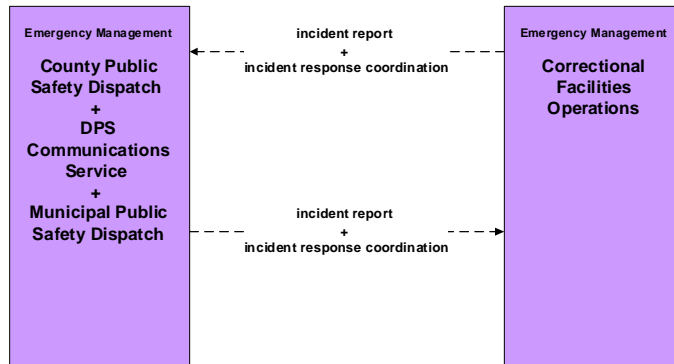 Emergency Management
County Public
Safety Dispatch
+
DPS
Communications
Service
+
Municipal Public
Safety Dispatch
incident report
+
incident response coordination
incident report
+
incident response coordination
Emergency Management
Correctional
Facilities
Operations